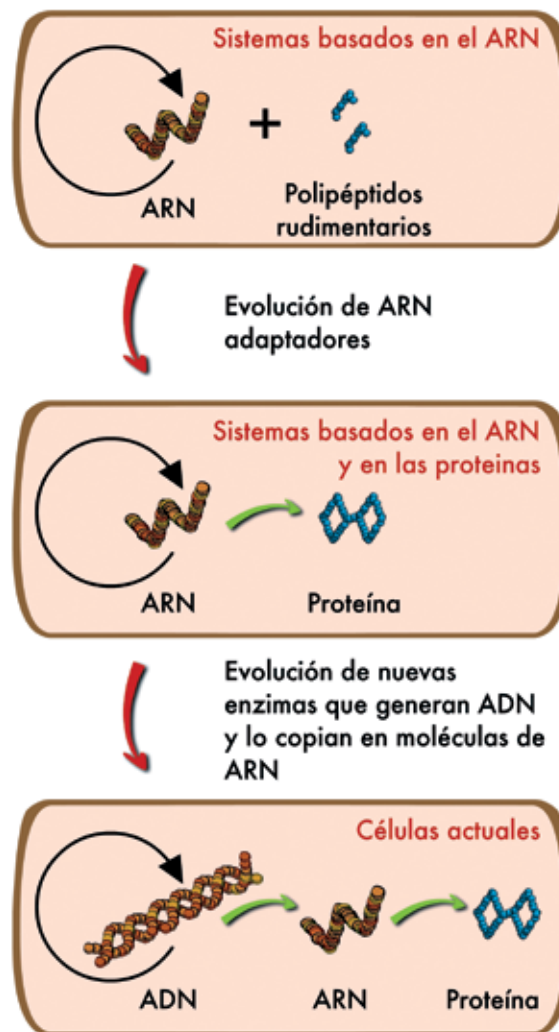 Sistemas basados en el ARN
+
ARN
Polipéptidos
rudimentarios
Evolución de ARN
adaptadores
Sistemas basados en el ARN
y en las proteinas
ARN
Proteína
Evolución de nuevas
enzimas que generan ADN
y lo copian en moléculas de
ARN
Células actuales
ADN
ARN
Proteína